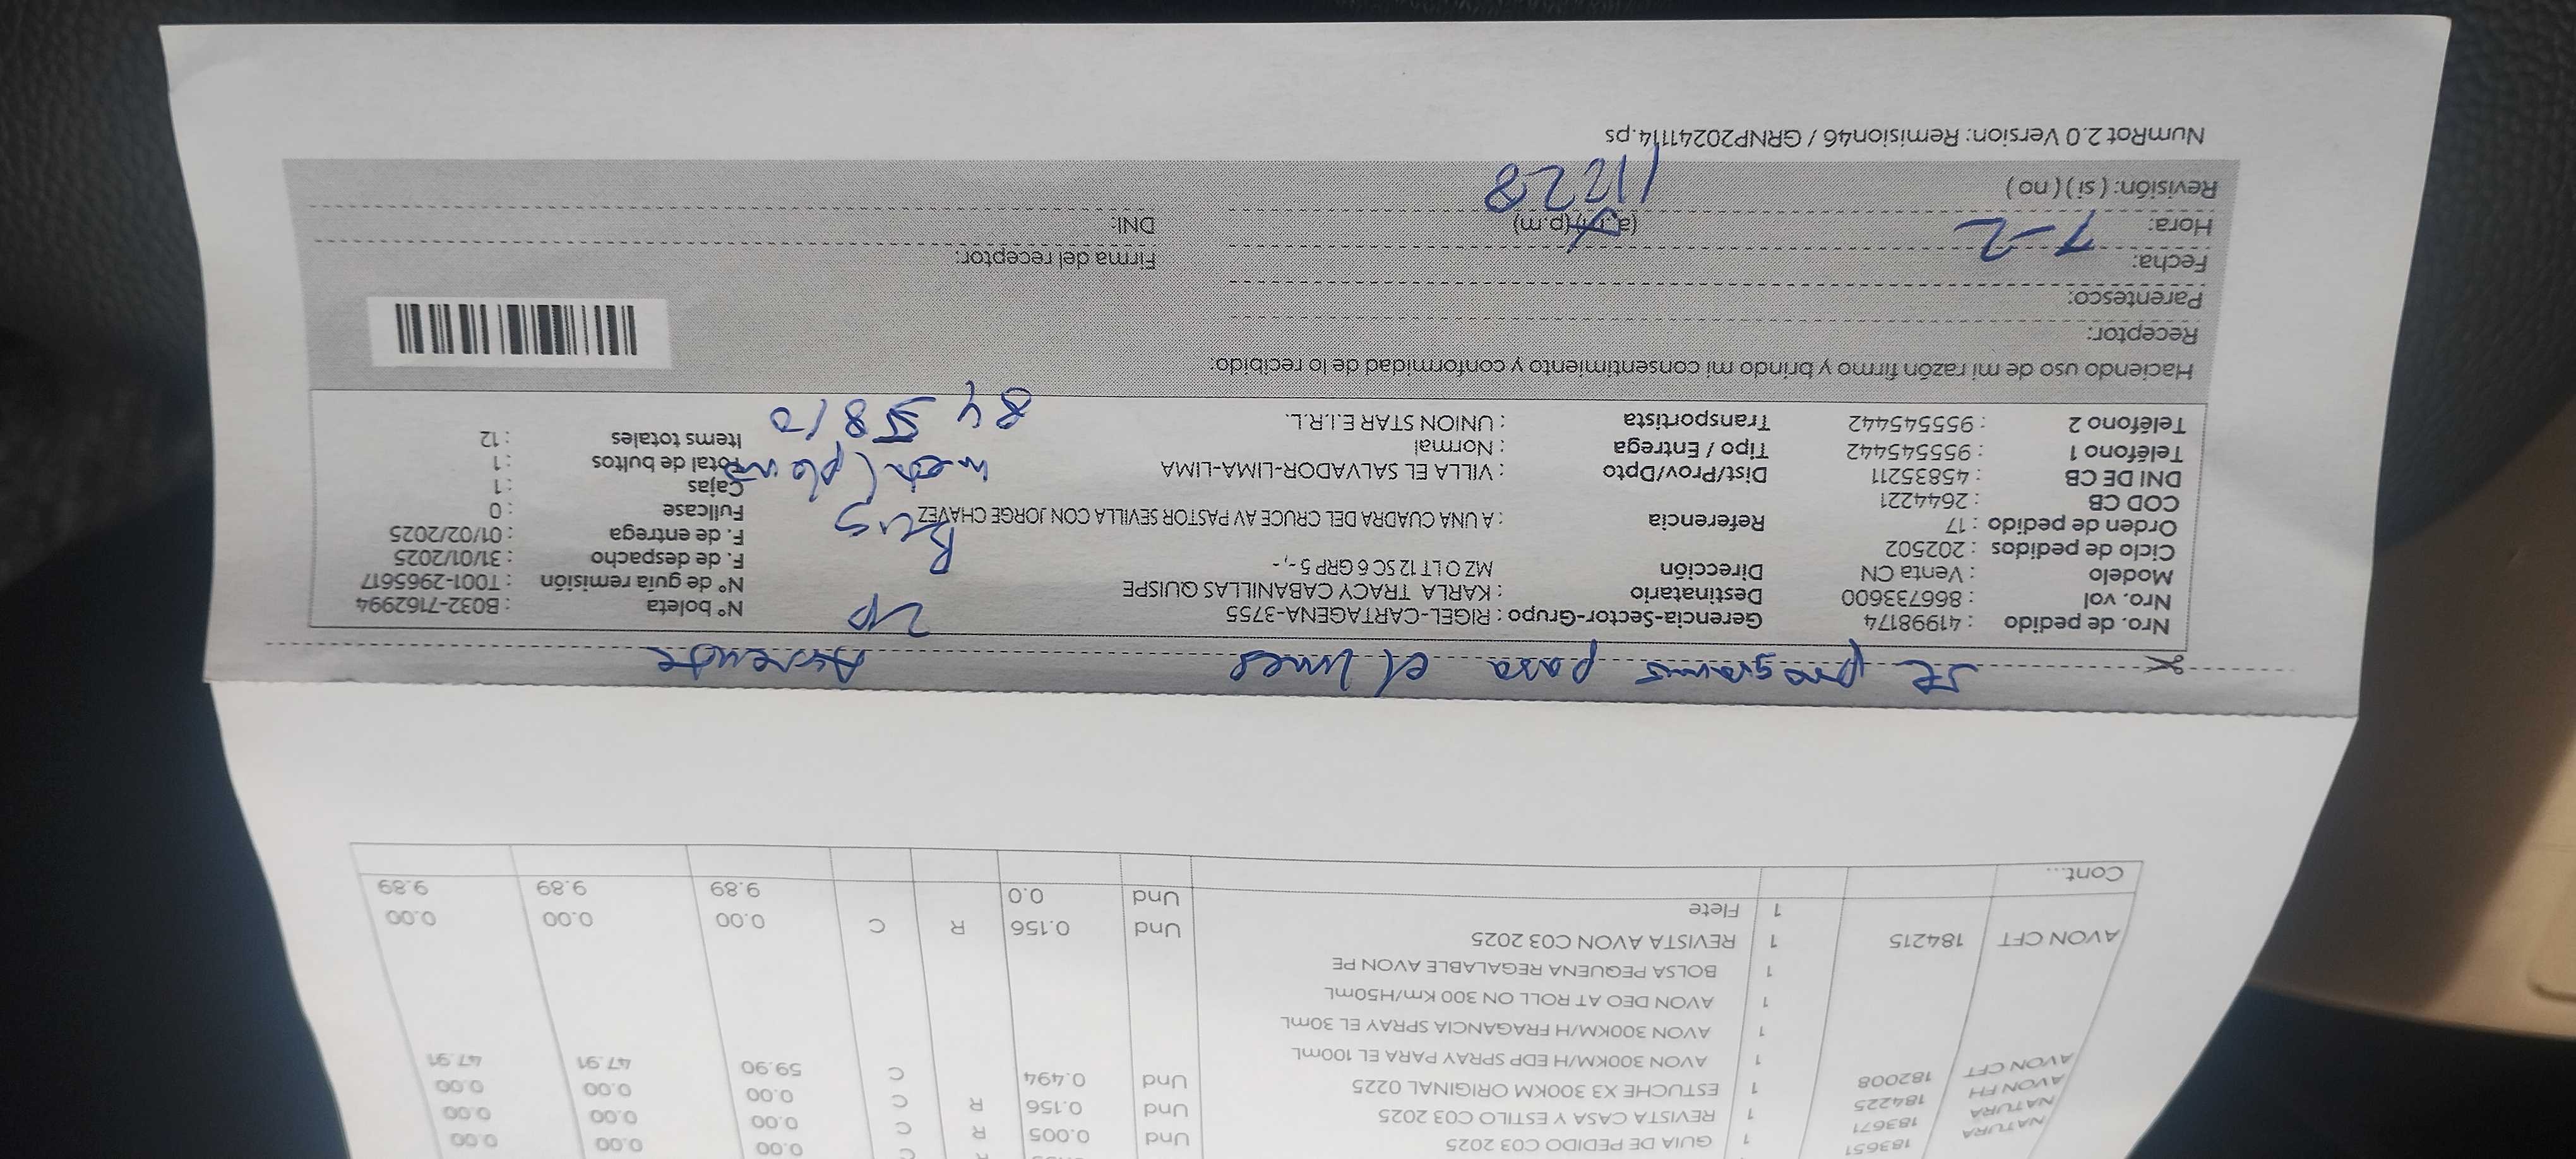 NATURA 183651
NATURA 183671 1 GUIA DE PEDIDO C03 2025 Und 0.005 R C 0.00 0.00 0.00
AVON FH 184225 1 REVISTA CASA Y ESTILO C03 2025 Und 0.156 R C 0.00 0.00 0.00
AVON CFT 182008 1 ESTUCHE X3 300KM ORIGINAL 0225 Und 0.494 C 59.90 47.91 47.91
1 AVON 300KM/H EDP SPRAY PARA EL 100mL
1 AVON 300KM/H FRAGANCIA SPRAY EL 30mL
1 AVON DEO AT ROLL ON 300 Km/H50mL
1 BOLSA PEQUENA REGALABLE AVON PE
AVON CFT 184215 1 REVISTA AVON C03 2025 Und 0.156 R C 0.00 0.00 0.00
1 Flete Und 0.0 9.89 9.89 9.89
Cont...
se programa para el lunes
Nro. de pedido : 41998174
Nro. vol : 866733600
Modelo : Venta CN
Ciclo de pedidos : 202502
Orden de pedido : 17
COD CB : 2644221
DNI DE CB : 45835211
Teléfono 1 : 955545442
Teléfono 2 : 955545442
Gerencia-Sector-Grupo : RIGEL-CARTAGENA-3755
Destinatario : KARLA TRACY CABANILLAS QUISPE
Dirección MZ O LT 12 SC 6 GRP 5 -, -
Referencia : A UNA CUADRA DEL CRUCE AV PASTOR SEVILLA CON JORGE CHAVEZ
Dist/Prov/Dpto : VILLA EL SALVADOR-LIMA-LIMA
Tipo / Entrega : Normal
Transportista : UNION STAR E.I.R.L.
2p
845810
N° boleta : B032-7162994
N° de guía remisión : T001-2965617
F. de despacho : 31/01/2025
F. de entrega : 01/02/2025
Fullcase : 0
Cajas : 1
Total de bultos : 1
Items totales : 12
Haciendo uso de mi razón firmo y brindo mi consentimiento y conformidad de lo recibido:
Receptor:
Parentesco:
Fecha: 1-2
Hora: (a.m)(p.m)
11228
Revisión: ( si ) ( no )
Firma del receptor:
DNI:
NumRot 2.0 Version: Remision46 / GRNP20241114.ps